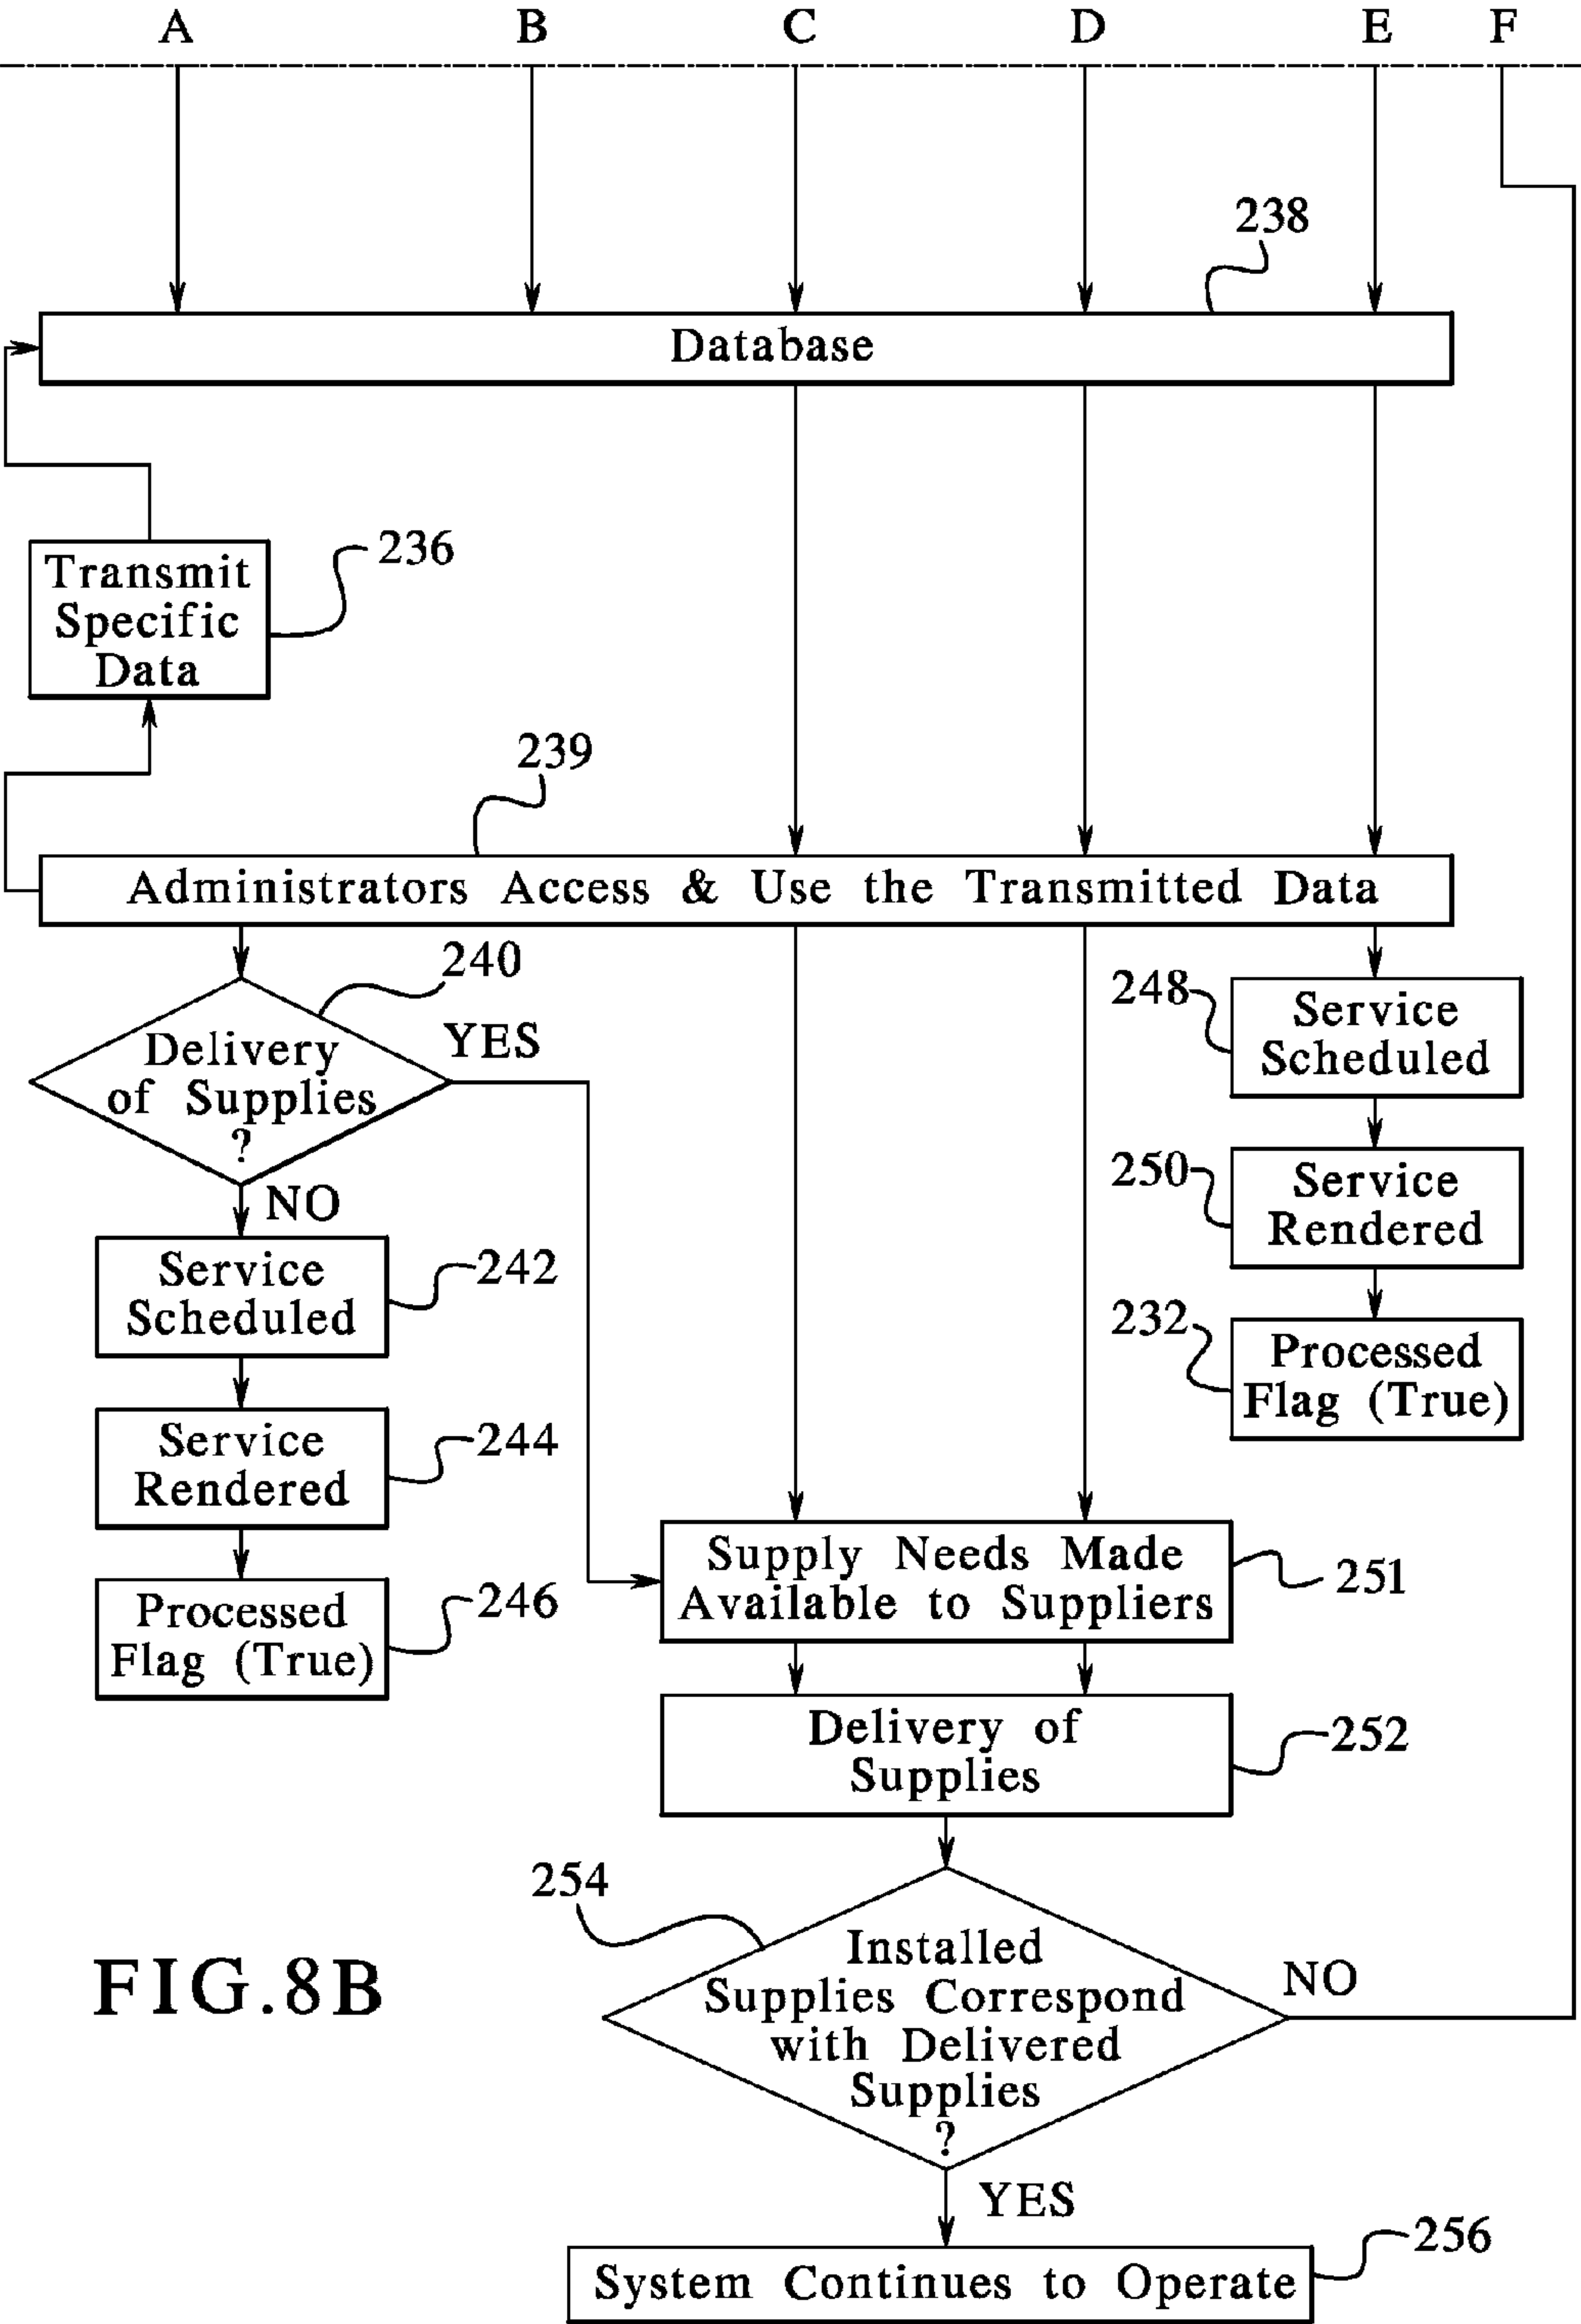 A B C D E F
238
Database
236
Transmit
Specific
Data
239
Administrators Access & Use the Transmitted Data
240
Delivery
of Supplies
?
YES
NO
248
Service
Scheduled
250
Service
Rendered
232
Processed
Flag (True)
Service
Scheduled
242
Service
Rendered
244
Processed
Flag (True)
246
Supply Needs Made
Available to Suppliers
251
Delivery of
Supplies
252
254
Installed
Supplies Correspond
with Delivered
Supplies
?
NO
YES
FIG.8B
System Continues to Operate
256